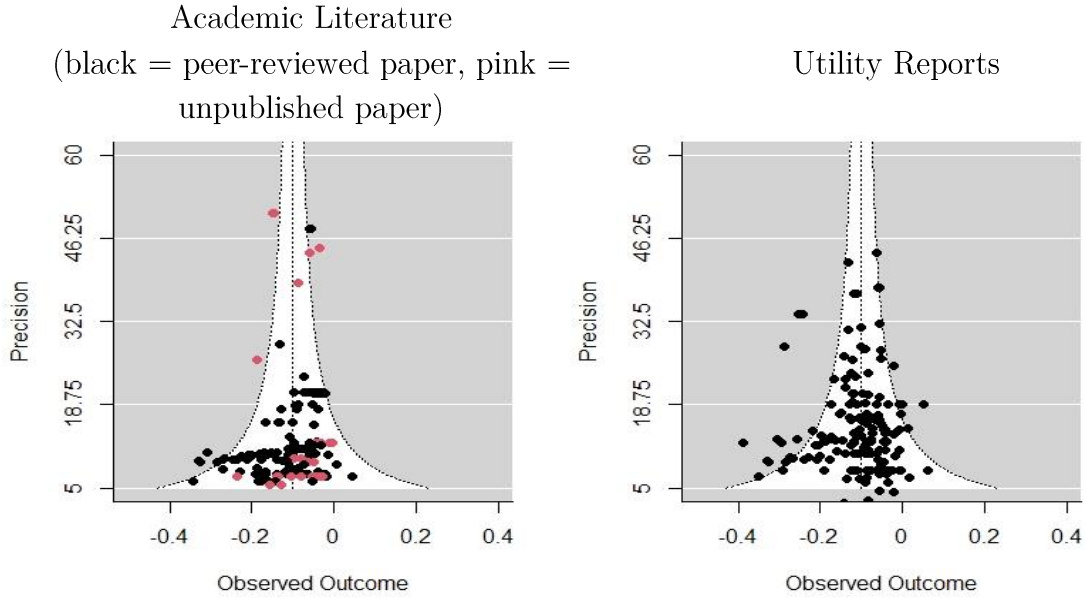 Academic Literature
(black = peer-reviewed paper, pink =
unpublished paper)
Utility Reports
60
46.25
32.5
18.75
5
Precision
-0.4 -0.2 0 0.2 0.4
Observed Outcome
60
46.25
32.5
18.75
5
Precision
-0.4 -0.2 0 0.2 0.4
Observed Outcome